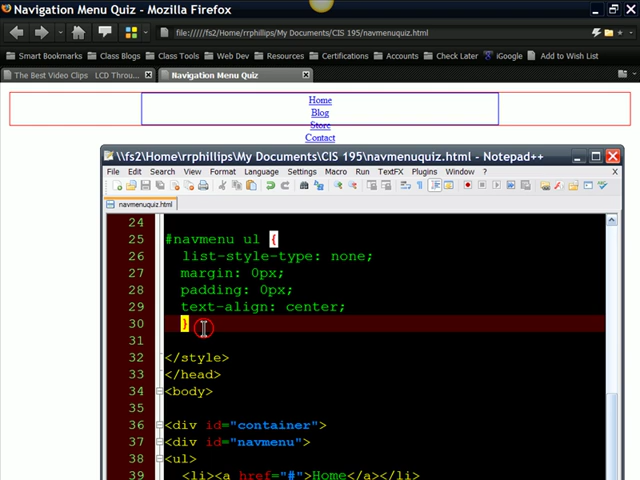 Navigation Menu Quiz - Mozilla Firefox
file://///fs2/Home/rrphillips/My Documents/CIS 195/navmenuquiz.html
Smart Bookmarks Class Blogs Class Tools Web Dev Resources Certifications Accounts Check Later iGoogle Add to Wish List
The Best Video Clips LCD Throu... Navigation Menu Quiz
Home
Blog
Store
Contact
\\fs2\Home\rrphillips\My Documents\CIS 195\navmenuquiz.html - Notepad++
File Edit Search View Format Language Settings Macro Run TextFX Plugins Window ? X
navmenuquiz.html
24
25 #navmenu ul {
26 list-style-type: none;
27 margin: 0px;
28 padding: 0px;
29 text-align: center;
30 }
31
32 </style>
33 </head>
34 <body>
35
36 <div id="container">
37 <div id="navmenu">
38 <ul>
39 <li><a href="#">Home</a></li>